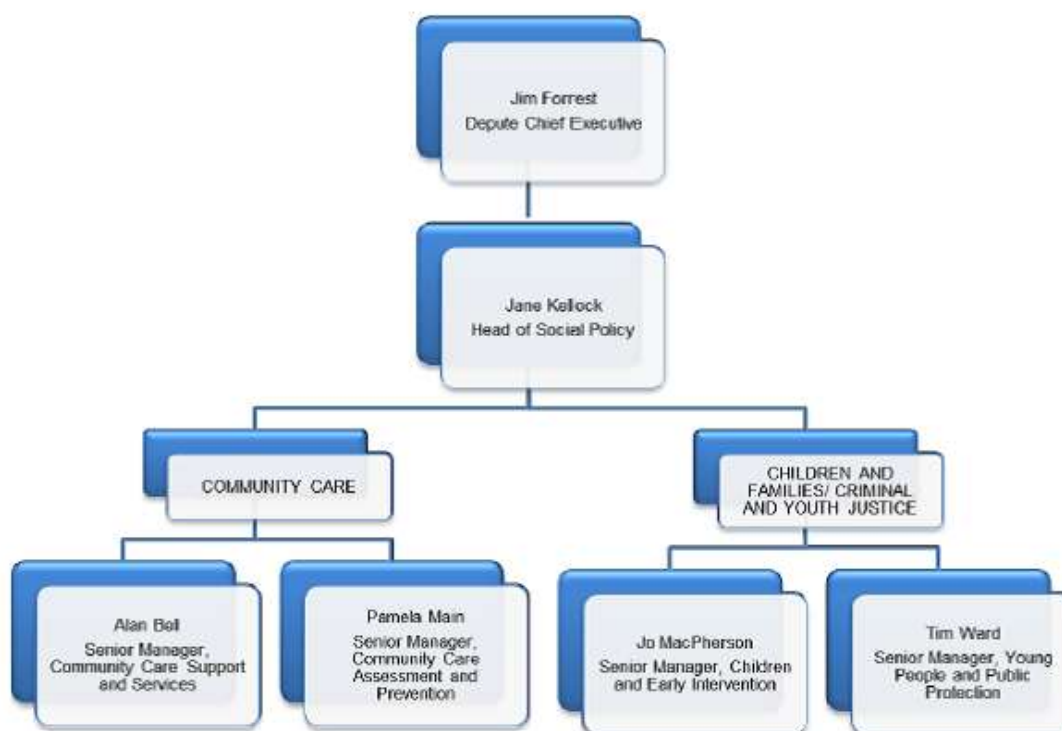 Jim Forrest
Depute Chief Executive
Jane Kellock
Head of Social Policy
COMMUNITY CARE
CHILDREN AND
FAMILIES/ CRIMINAL
AND YOUTH JUSTICE
Alan Bell
Senior Manager,
Community Care Support
and Services
Pamela Main
Senior Manager,
Community Care
Assessment and
Prevention
Jo MacPherson
Senior Manager, Children
and Early Intervention
Tim Ward
Senior Manager, Young
People and Public
Protection